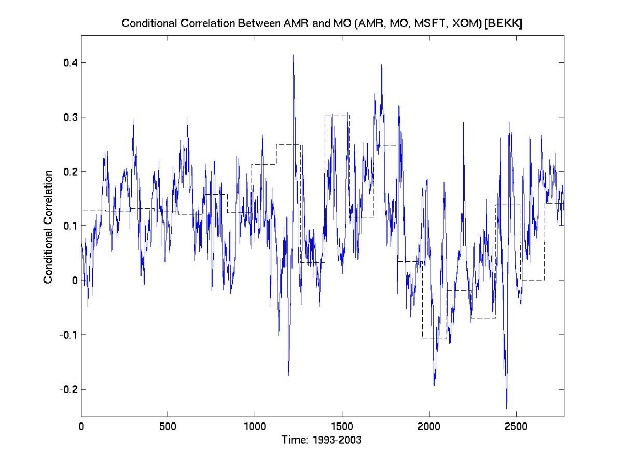 Conditional Correlation Between AMR and MO (AMR, MO, MSFT, XOM) [BEKK]
0.4
0.3
0.2
0.1
0
-0.1
-0.2
Conditional Correlation
0 500 1000 1500 2000 2500
Time: 1993-2003